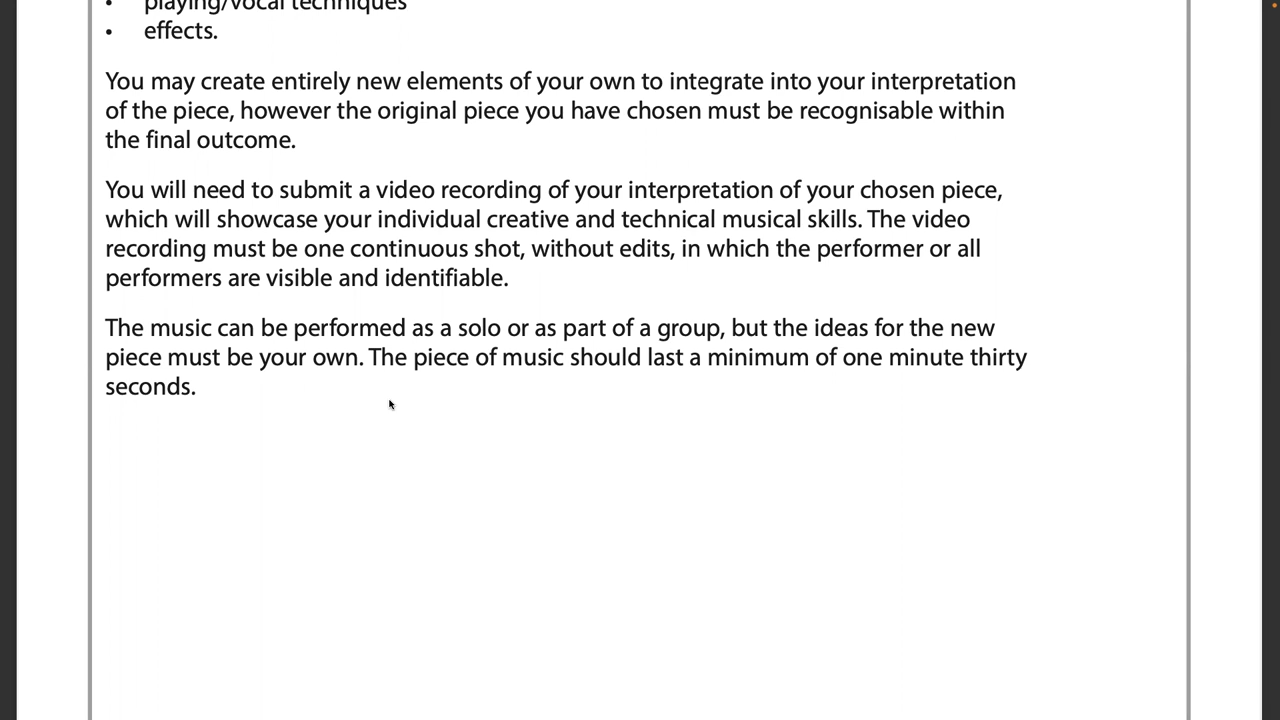 • playing/vocal techniques
• effects.
You may create entirely new elements of your own to integrate into your interpretation
of the piece, however the original piece you have chosen must be recognisable within
the final outcome.
You will need to submit a video recording of your interpretation of your chosen piece,
which will showcase your individual creative and technical musical skills. The video
recording must be one continuous shot, without edits, in which the performer or all
performers are visible and identifiable.
The music can be performed as a solo or as part of a group, but the ideas for the new
piece must be your own. The piece of music should last a minimum of one minute thirty
seconds.